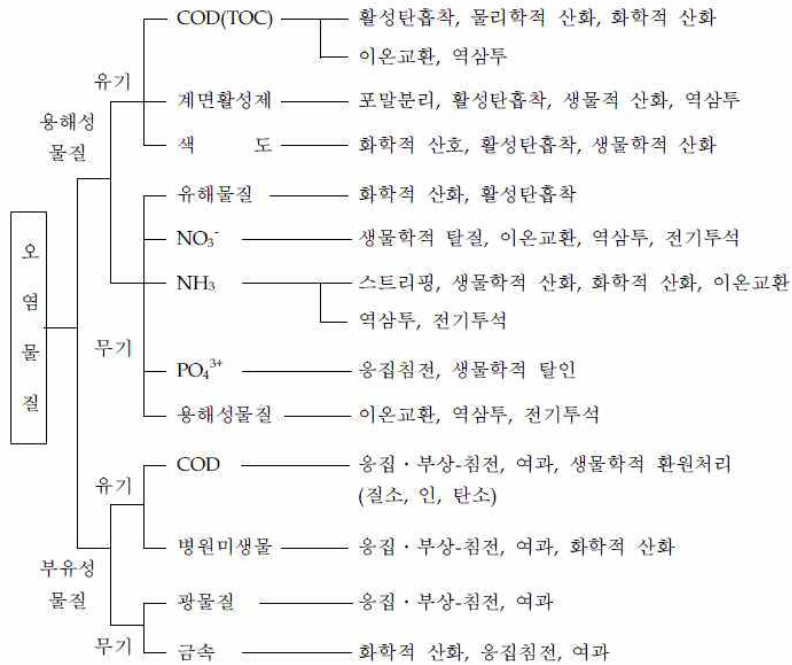 COD(TOC) 활성탄흡착, 물리학적 산화, 화학적 산화
이온교환, 역삼투
유기
계면활성제 포말분리, 활성탄흡착, 생물적 산화, 역삼투
용해성
물질
색 도 화학적 산호, 활성탄흡착, 생물학적 산화
유해물질 화학적 산화, 활성탄흡착
NO₃⁻ 생물학적 탈질, 이온교환, 역삼투, 전기투석
NH₃ 스트리핑, 생물학적 산화, 화학적 산화, 이온교환
역삼투, 전기투석
오염물질
무기
PO₄³⁺ 응집침전, 생물학적 탈인
용해성물질 이온교환, 역삼투, 전기투석
COD 응집·부상-침전, 여과, 생물학적 환원처리
유기
(질소, 인, 탄소)
병원미생물 응집·부상-침전, 여과, 화학적 산화
부유성
물질
광물질 응집·부상-침전, 여과
무기
금속 화학적 산화, 응집침전, 여과